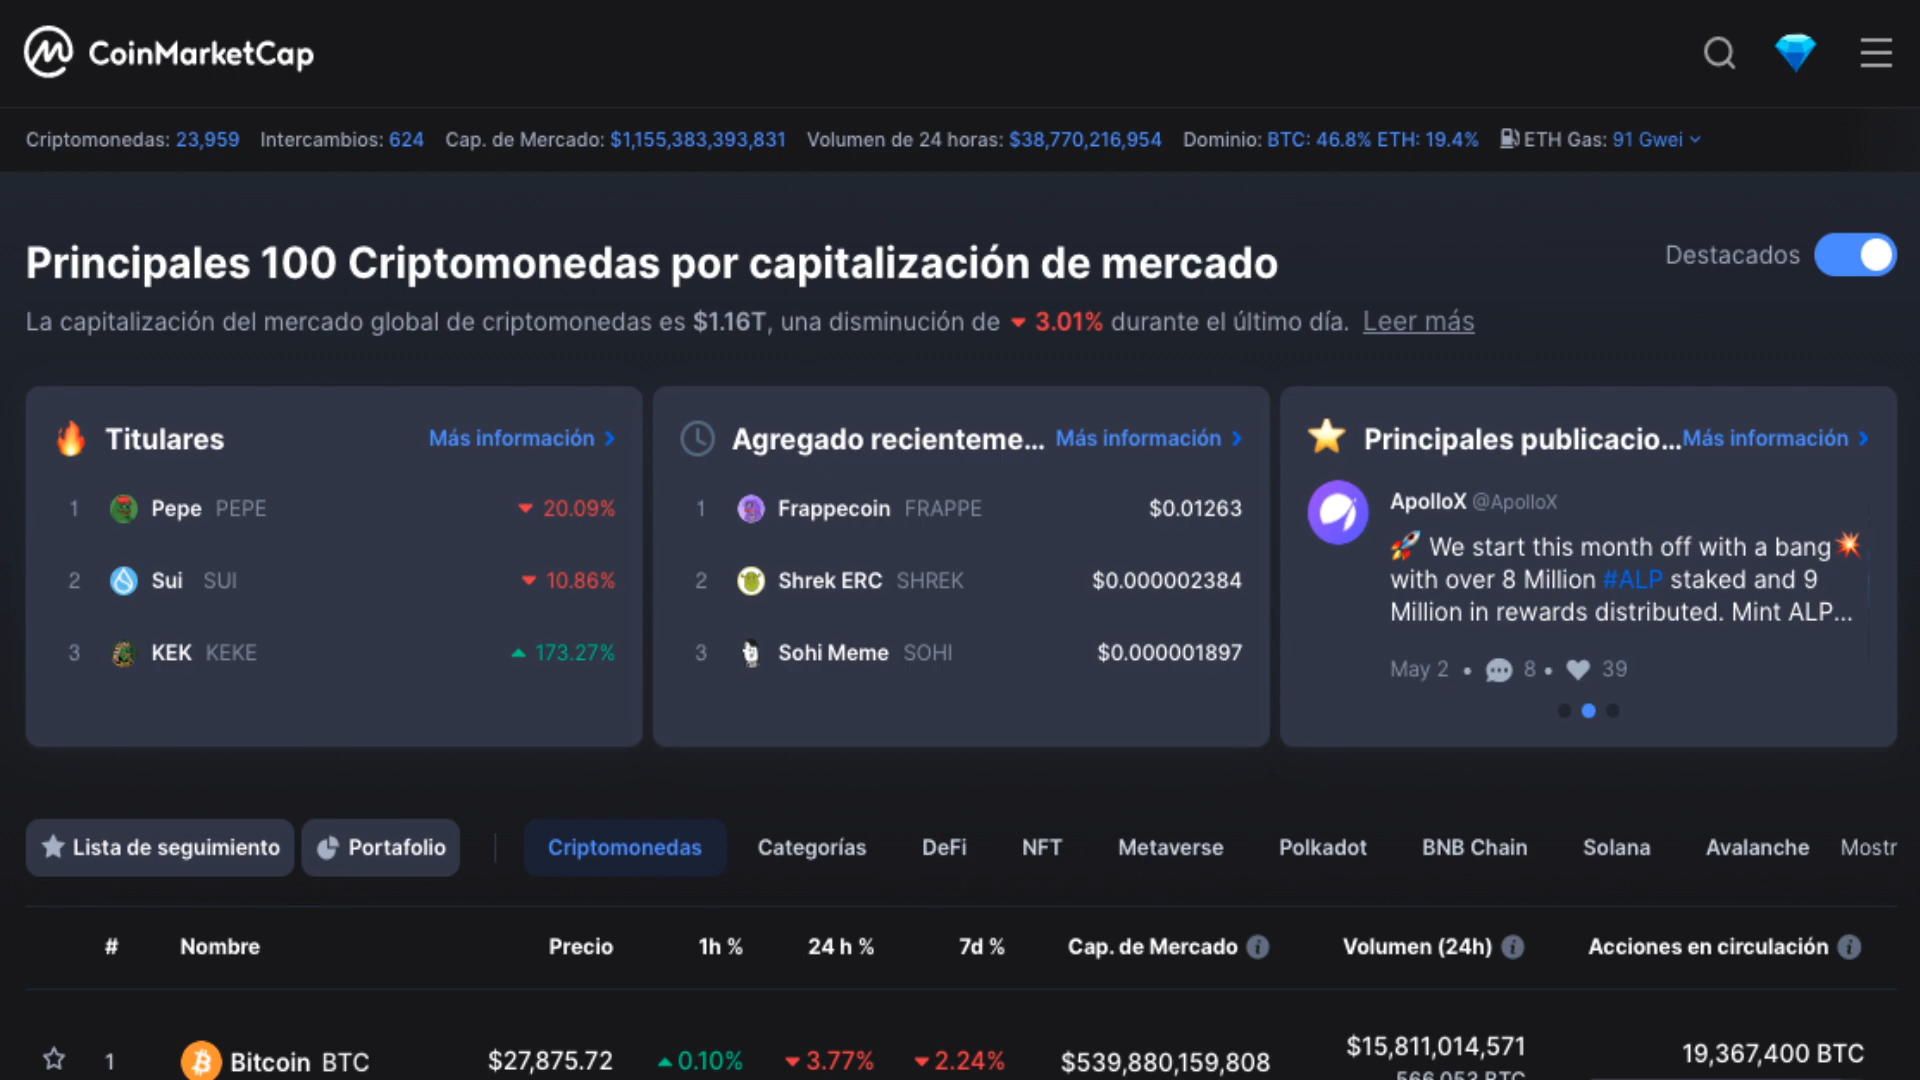 CoinMarketCap
Criptomonedas: 23,959 Intercambios: 624 Cap. de Mercado: $1,155,383,393,831 Volumen de 24 horas: $38,770,216,954 Dominio: BTC: 46.8% ETH: 19.4% ETH Gas: 91 Gwei
Principales 100 Criptomonedas por capitalización de mercado
Destacados
La capitalización del mercado global de criptomonedas es $1.16T, una disminución de 3.01% durante el último día. Leer más
Titulares Más información
1 Pepe PEPE 20.09%
2 Sui SUI 10.86%
3 KEK KEKE 173.27%
Agregado recienteme... Más información
1 Frappecoin FRAPPE $0.01263
2 Shrek ERC SHREK $0.000002384
3 Sohi Meme SOHI $0.000001897
Principales publicacio... Más información
ApolloX @ApolloX
🚀 We start this month off with a bang💥
with over 8 Million #ALP staked and 9
Million in rewards distributed. Mint ALP...
May 2 • 8 • 39
Lista de seguimiento Portafolio Criptomonedas Categorías DeFi NFT Metaverse Polkadot BNB Chain Solana Avalanche Mostr
# Nombre Precio 1h % 24 h % 7d % Cap. de Mercado Volumen (24h) Acciones en circulación
1 Bitcoin BTC $27,875.72 0.10% 3.77% 2.24% $539,880,159,808 $15,811,014,571 19,367,400 BTC
566,053 BTC